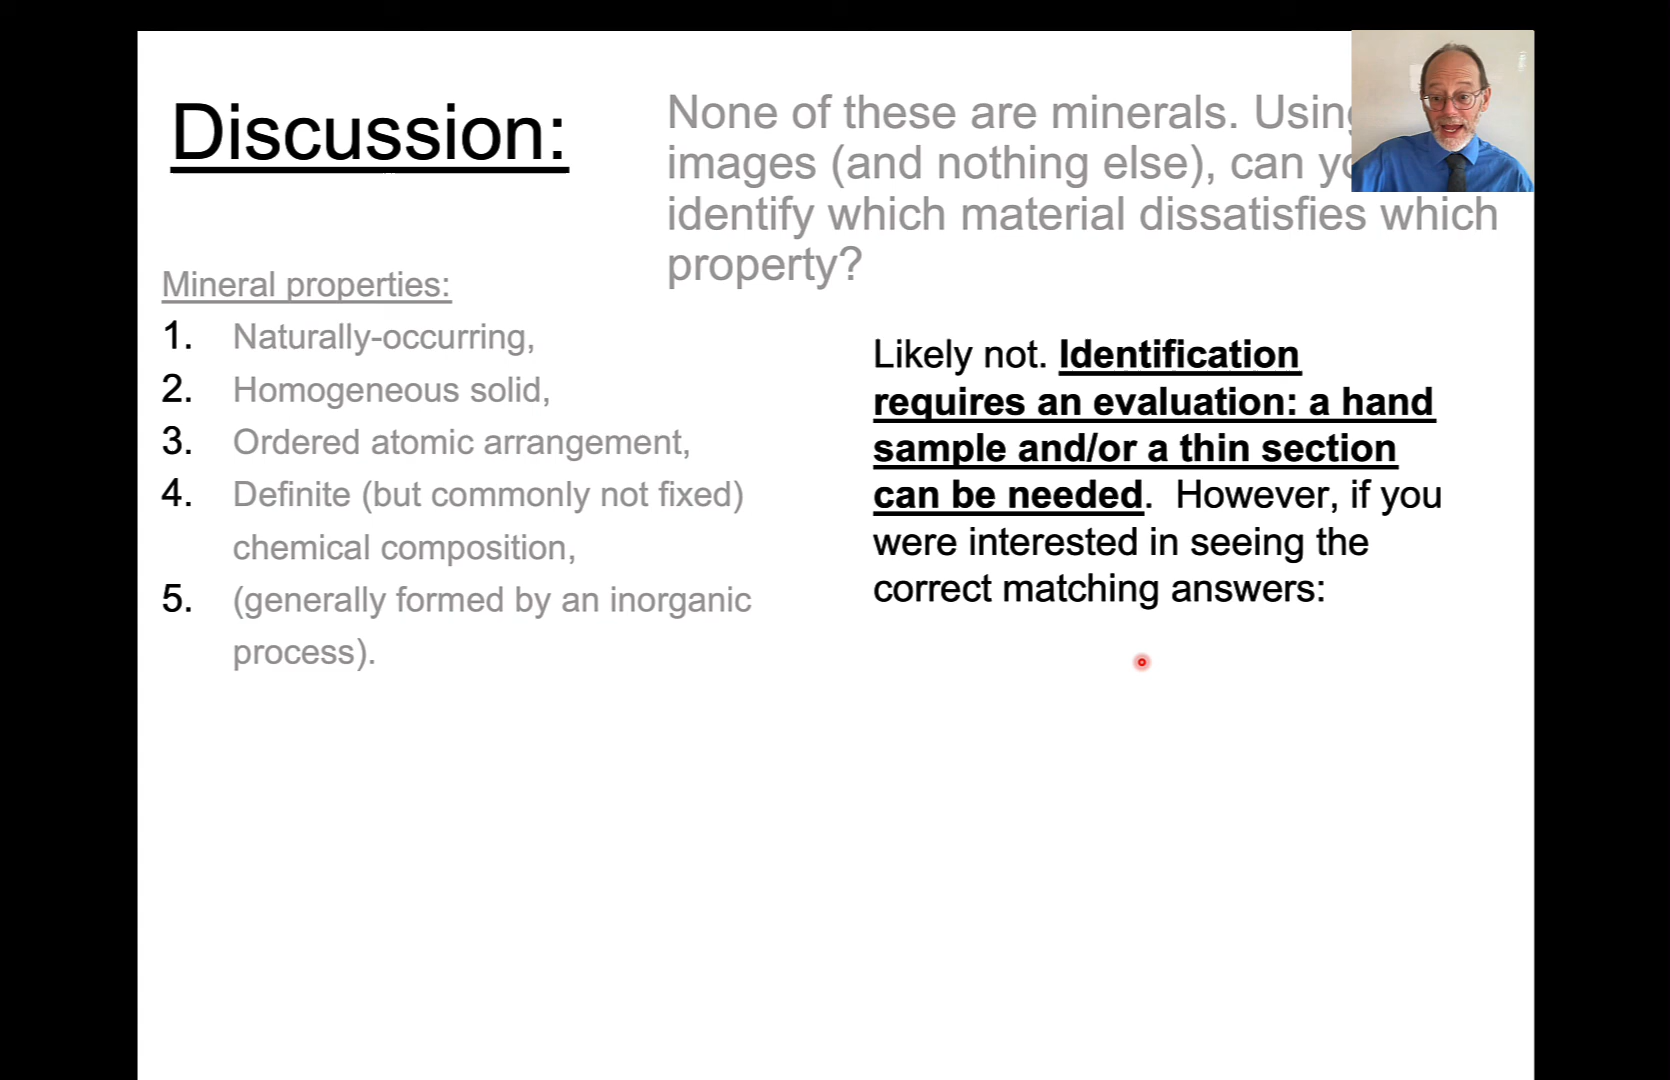 Discussion:
None of these are minerals. Using
images (and nothing else), can
identify which material dissatisfies which
property?
Mineral properties:
1. Naturally-occurring,
2. Homogeneous solid,
3. Ordered atomic arrangement,
4. Definite (but commonly not fixed)
chemical composition,
5. (generally formed by an inorganic
process).
Likely not. Identification
requires an evaluation: a hand
sample and/or a thin section
can be needed. However, if you
were interested in seeing the
correct matching answers: